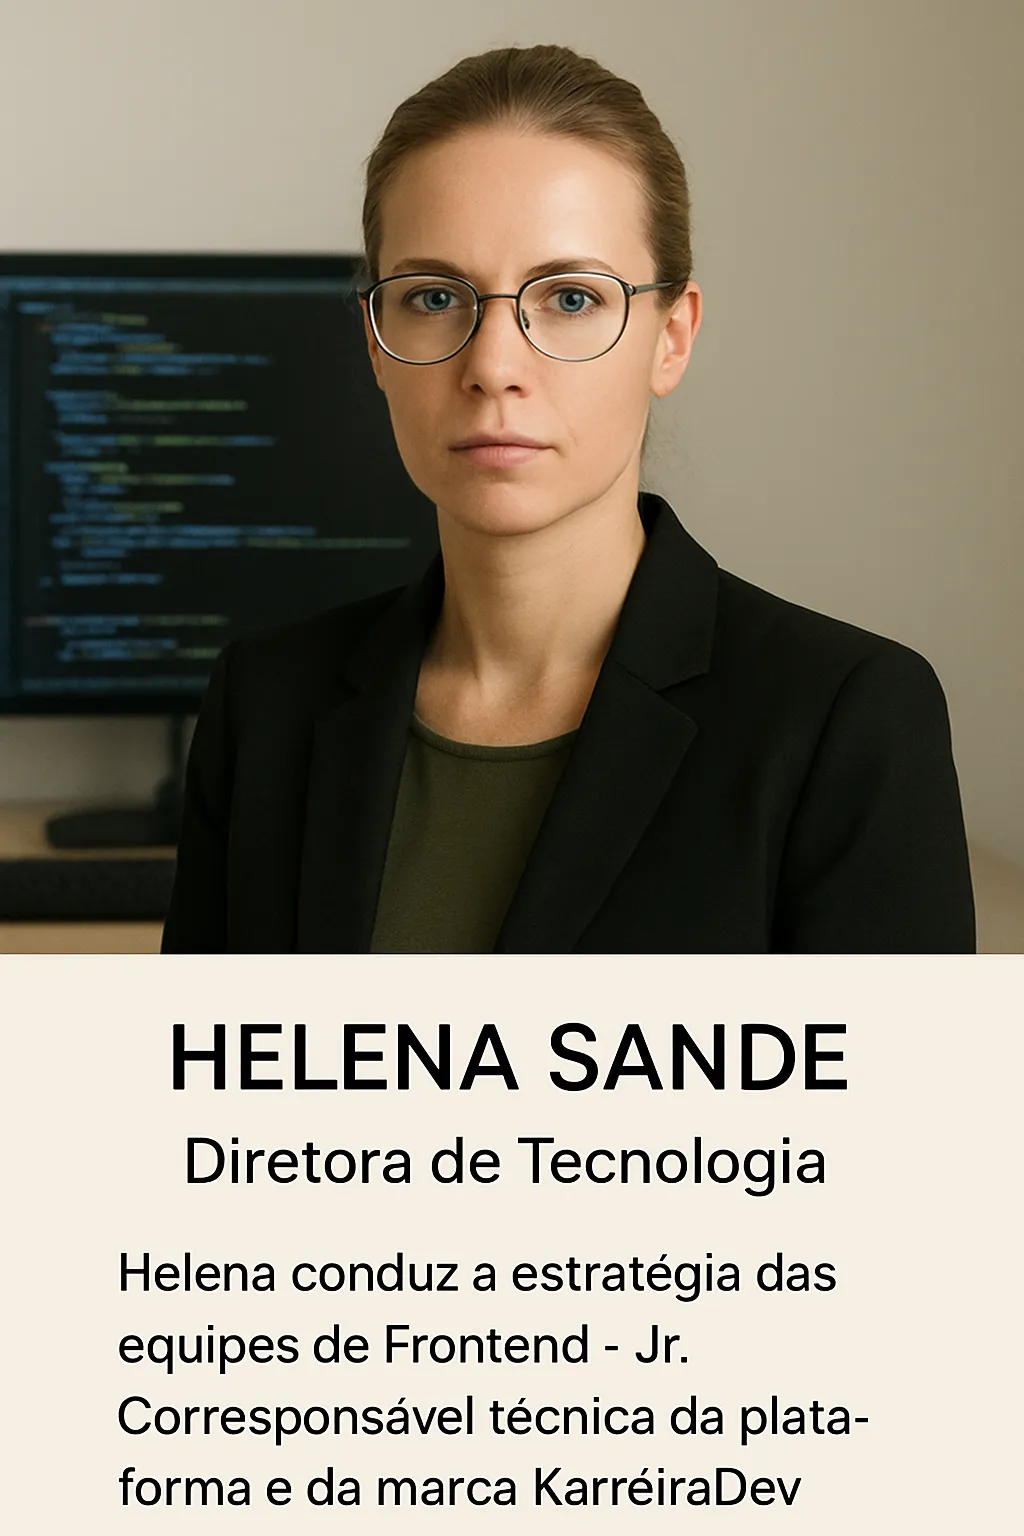 HELENA SANDE
Diretora de Tecnologia
Helena conduz a estratégia das
equipes de Frontend - Jr.
Corresponsável técnica da plata-
forma e da marca KarréiraDev